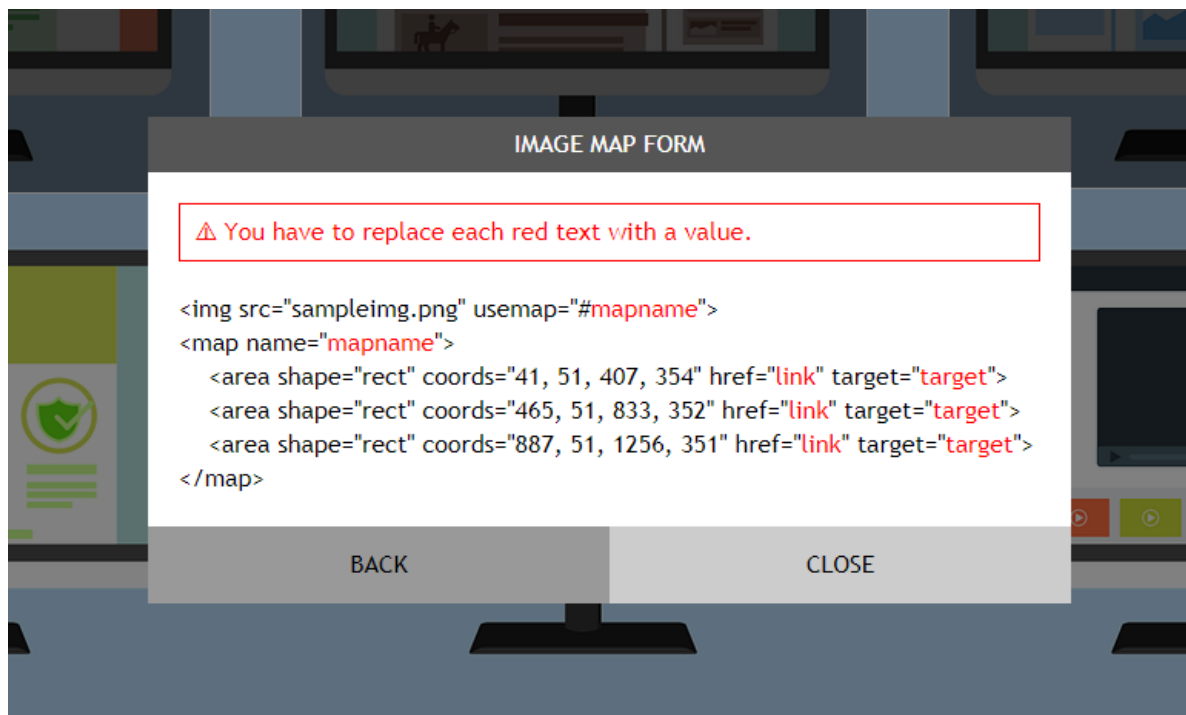 IMAGE MAP FORM
⚠ You have to replace each red text with a value.
<img src="sampleimg.png" usemap="#mapname">
<map name="mapname">
<area shape="rect" coords="41, 51, 407, 354" href="link" target="target">
<area shape="rect" coords="465, 51, 833, 352" href="link" target="target">
<area shape="rect" coords="887, 51, 1256, 351" href="link" target="target">
</map>
BACK CLOSE